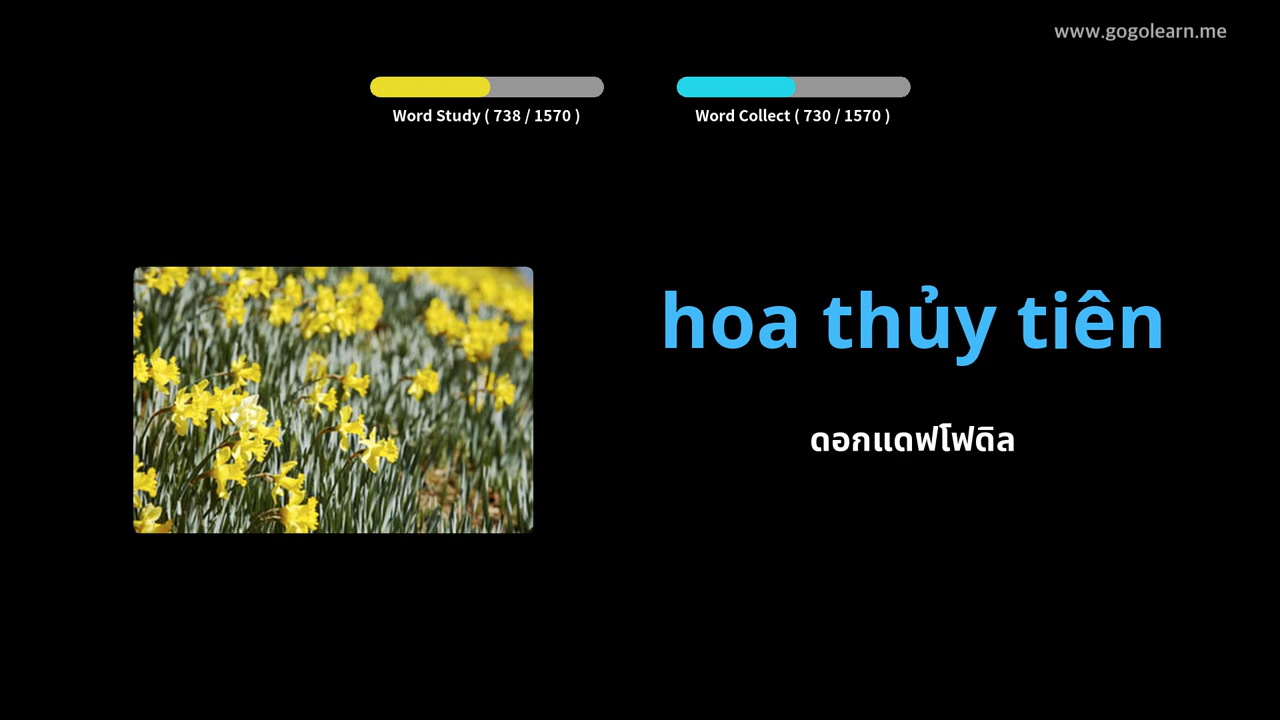 www.gogolearn.me
Word Study ( 738 / 1570 )
Word Collect ( 730 / 1570 )
hoa thủy tiên
ดอกแดฟโฟดิล